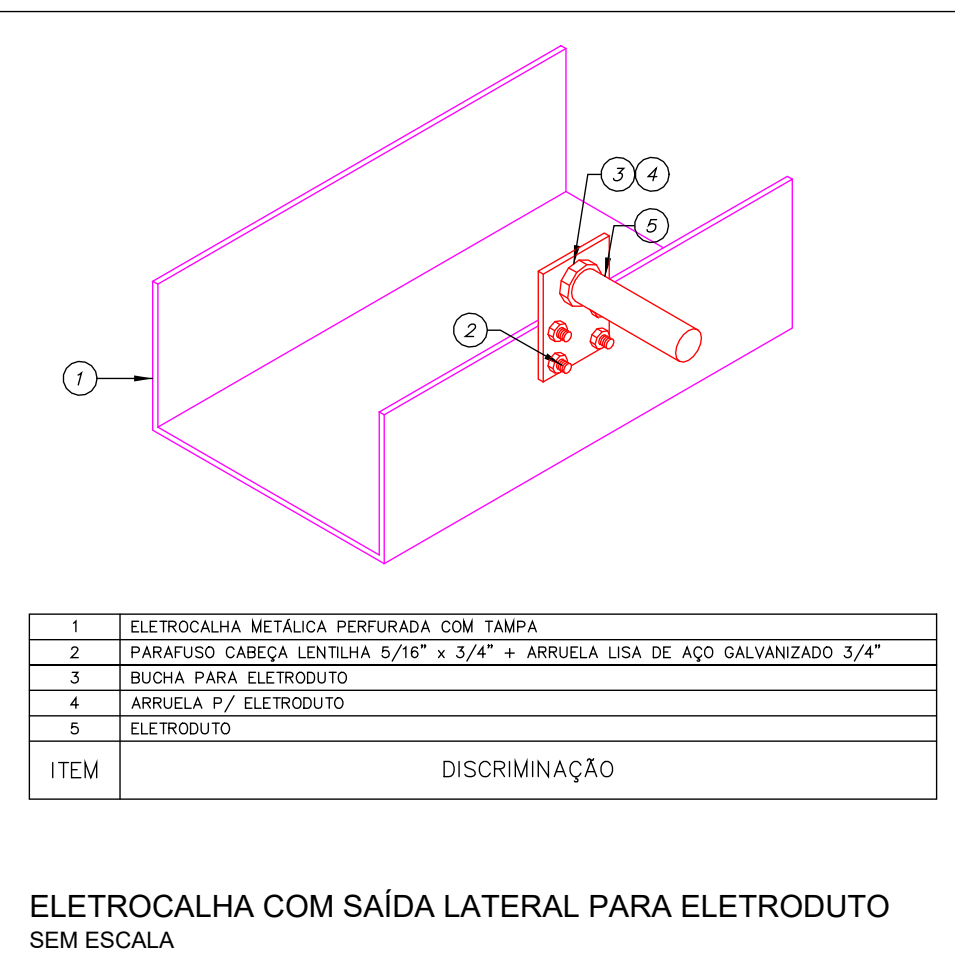 3 4
5
2
1
1 ELETROCALHA METÁLICA PERFURADA COM TAMPA
2 PARAFUSO CABEÇA LENTILHA 5/16" x 3/4" + ARRUELA LISA DE AÇO GALVANIZADO 3/4"
3 BUCHA PARA ELETRODUTO
4 ARRUELA P/ ELETRODUTO
5 ELETRODUTO
ITEM DISCRIMINAÇÃO
ELETROCALHA COM SAÍDA LATERAL PARA ELETRODUTO
SEM ESCALA